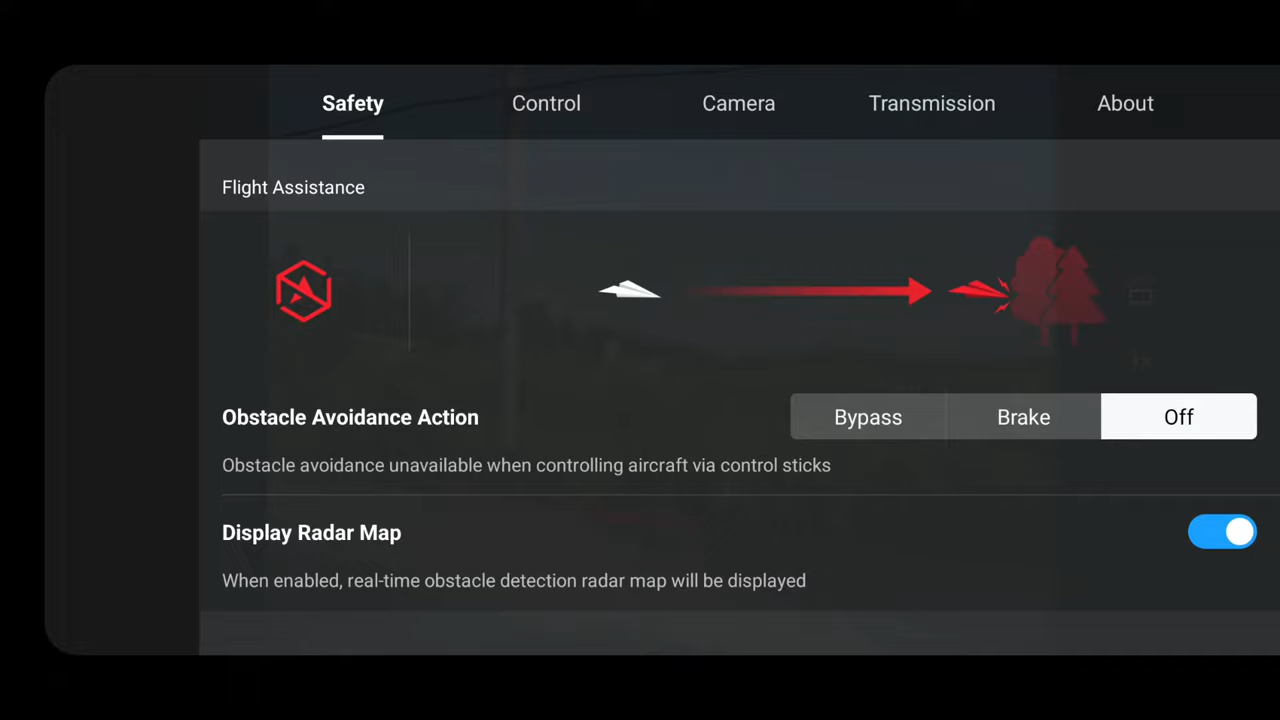 Safety Control Camera Transmission About
Flight Assistance
Obstacle Avoidance Action Bypass Brake Off
Obstacle avoidance unavailable when controlling aircraft via control sticks
Display Radar Map
When enabled, real-time obstacle detection radar map will be displayed